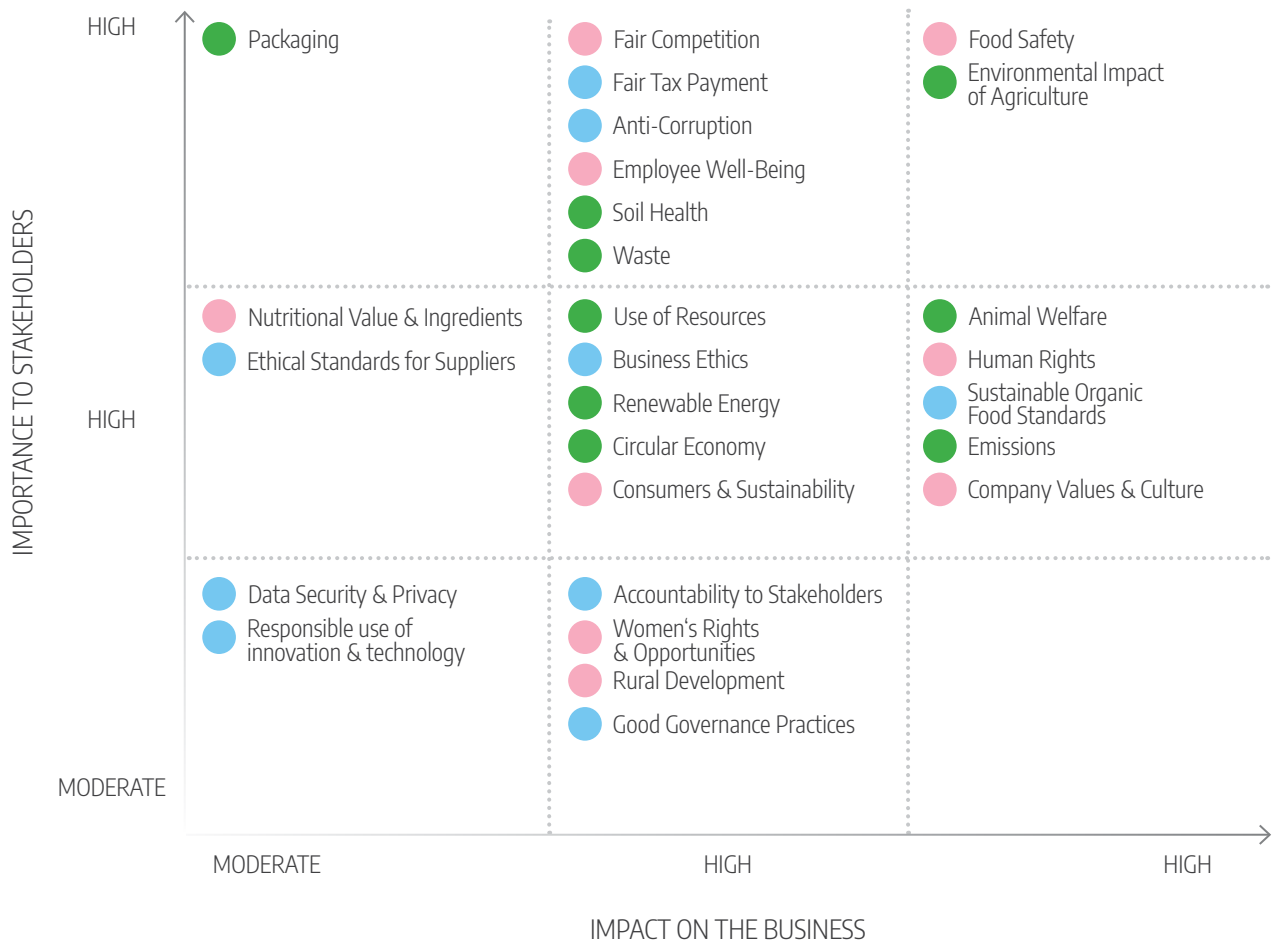 HIGH
Packaging
Fair Competition
Fair Tax Payment
Anti-Corruption
Employee Well-Being
Soil Health
Waste
Food Safety
Environmental Impact
of Agriculture
IMPORTANCE TO STAKEHOLDERS
HIGH
Nutritional Value & Ingredients
Ethical Standards for Suppliers
Use of Resources
Business Ethics
Renewable Energy
Circular Economy
Consumers & Sustainability
Animal Welfare
Human Rights
Sustainable Organic
Food Standards
Emissions
Company Values & Culture
Data Security & Privacy
Responsible use of
innovation & technology
Accountability to Stakeholders
Women‘s Rights
& Opportunities
Rural Development
Good Governance Practices
MODERATE
MODERATE
HIGH
HIGH
IMPACT ON THE BUSINESS